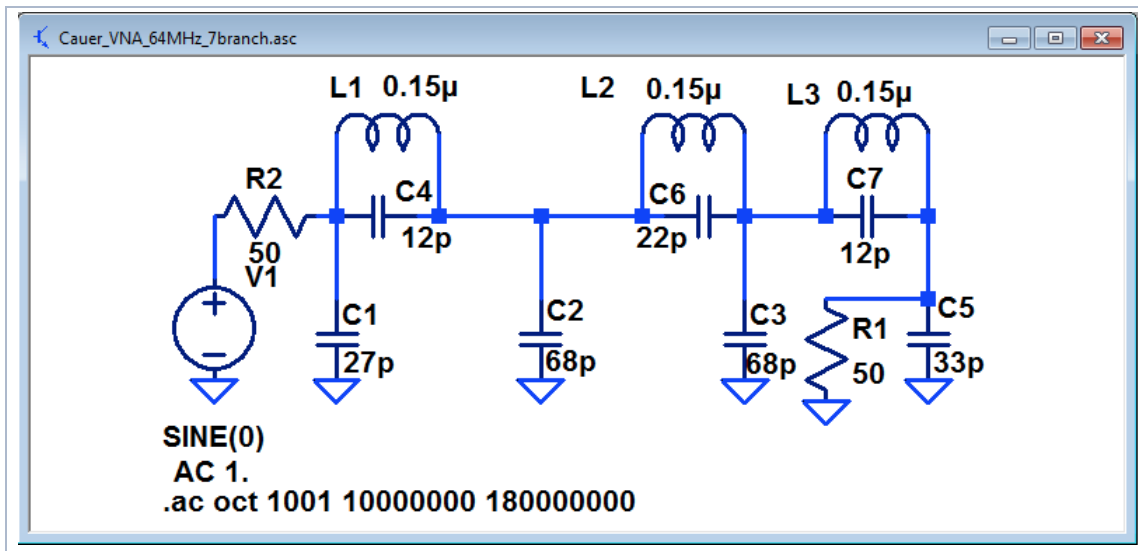 Cauer_VNA_64MHz_7branch.asc
L1 0.15µ
L2 0.15µ
L3 0.15µ
R2
50
V1
C4
12p
C6
22p
C7
12p
C1
27p
C2
68p
C3
68p
R1
50
C5
33p
SINE(0)
AC 1.
.ac oct 1001 10000000 180000000